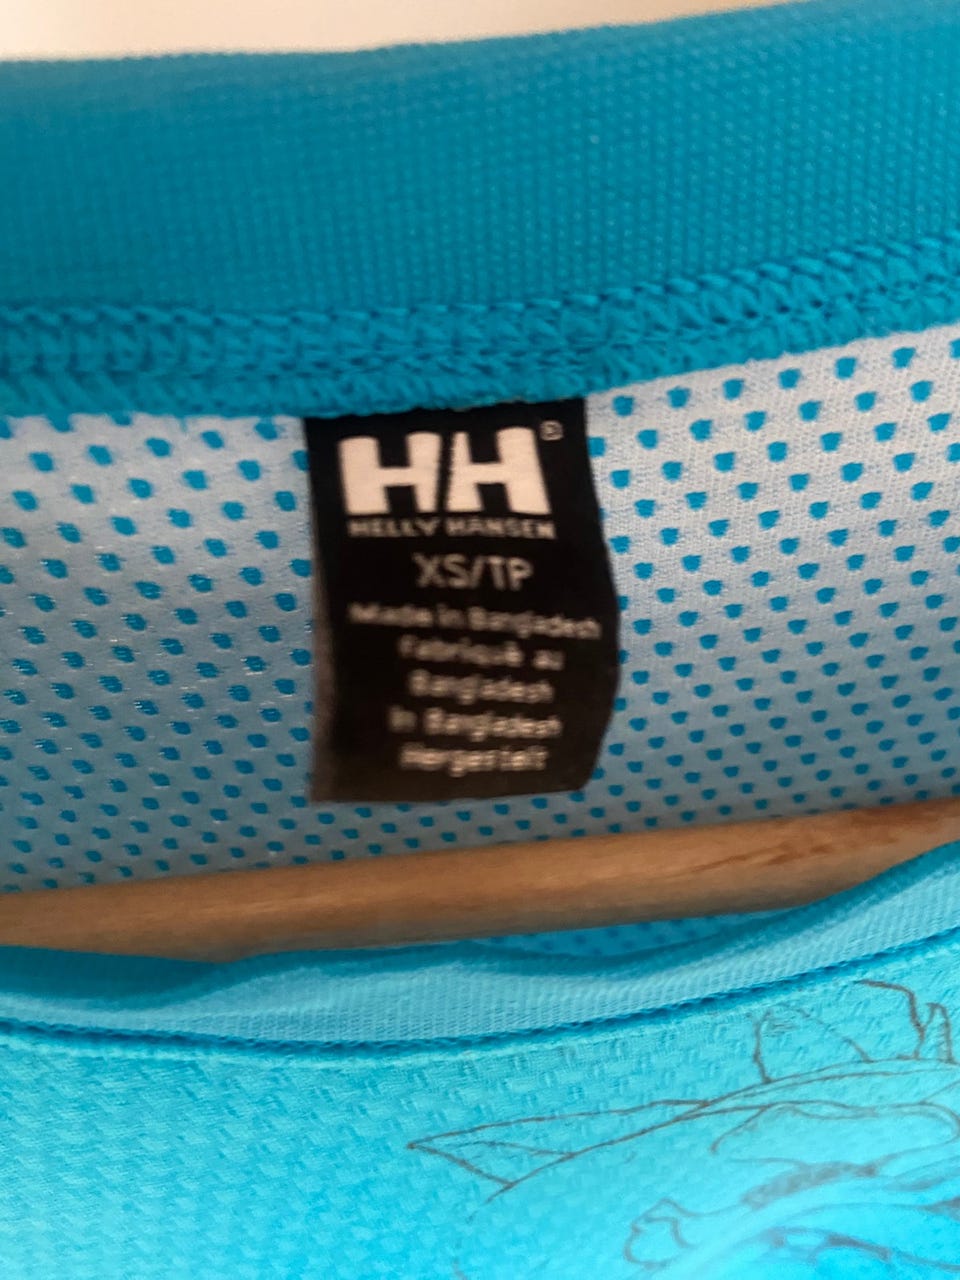 HH®
HELLY HANSEN
XS/TP
Made in Bangladesh
Fabriqué au
Bangladesh
In Bangladesh
Hergestellt